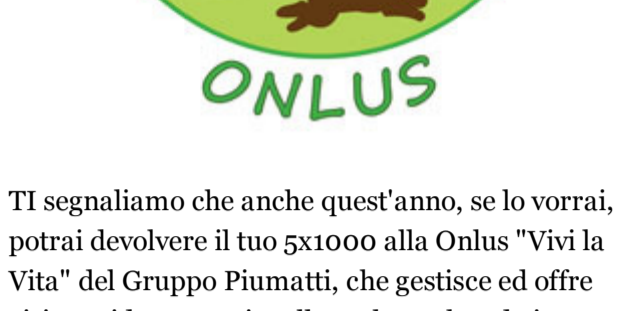 ONLUS
TI segnaliamo che anche quest'anno, se lo vorrai,
potrai devolvere il tuo 5x1000 alla Onlus "Vivi la
Vita" del Gruppo Piumatti, che gestisce ed offre